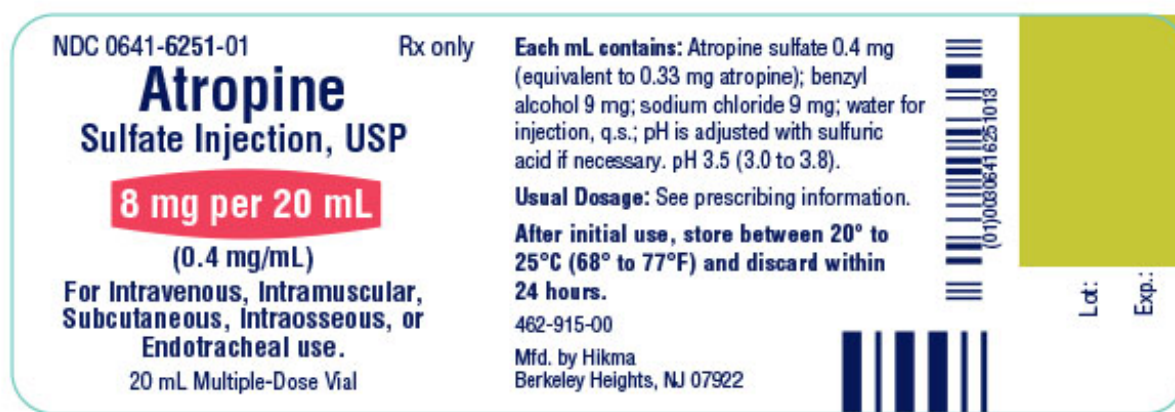 NDC 0641-6251-01 Rx only
Atropine
Sulfate Injection, USP
8 mg per 20 mL
(0.4 mg/mL)
For Intravenous, Intramuscular,
Subcutaneous, Intraosseous, or
Endotracheal use.
20 mL Multiple-Dose Vial
Each mL contains: Atropine sulfate 0.4 mg
(equivalent to 0.33 mg atropine); benzyl
alcohol 9 mg; sodium chloride 9 mg; water for
injection, q.s.; pH is adjusted with sulfuric
acid if necessary. pH 3.5 (3.0 to 3.8).
Usual Dosage: See prescribing information.
After initial use, store between 20° to
25°C (68° to 77°F) and discard within
24 hours.
462-915-00
Mfd. by Hikma
Berkeley Heights, NJ 07922
(01)00306416251013
Lot:
Exp.: